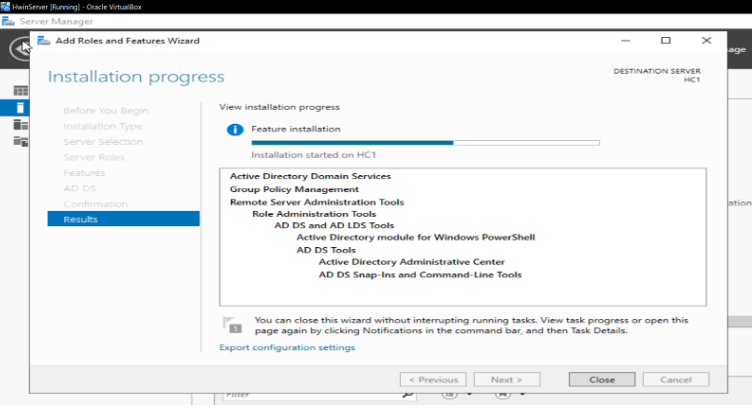 HwinServer [Running] - Oracle VirtualBox
Server Manager
Add Roles and Features Wizard
Installation progress
DESTINATION SERVER
HC1
Before You Begin
Installation Type
Server Selection
Server Roles
Features
AD DS
Confirmation
Results
View installation progress
Feature installation
Installation started on HC1
Active Directory Domain Services
Group Policy Management
Remote Server Administration Tools
Role Administration Tools
AD DS and AD LDS Tools
Active Directory module for Windows PowerShell
AD DS Tools
Active Directory Administrative Center
AD DS Snap-Ins and Command-Line Tools
1
You can close this wizard without interrupting running tasks. View task progress or open this
page again by clicking Notifications in the command bar, and then Task Details.
Export configuration settings
< Previous
Next >
Close
Cancel
Filter